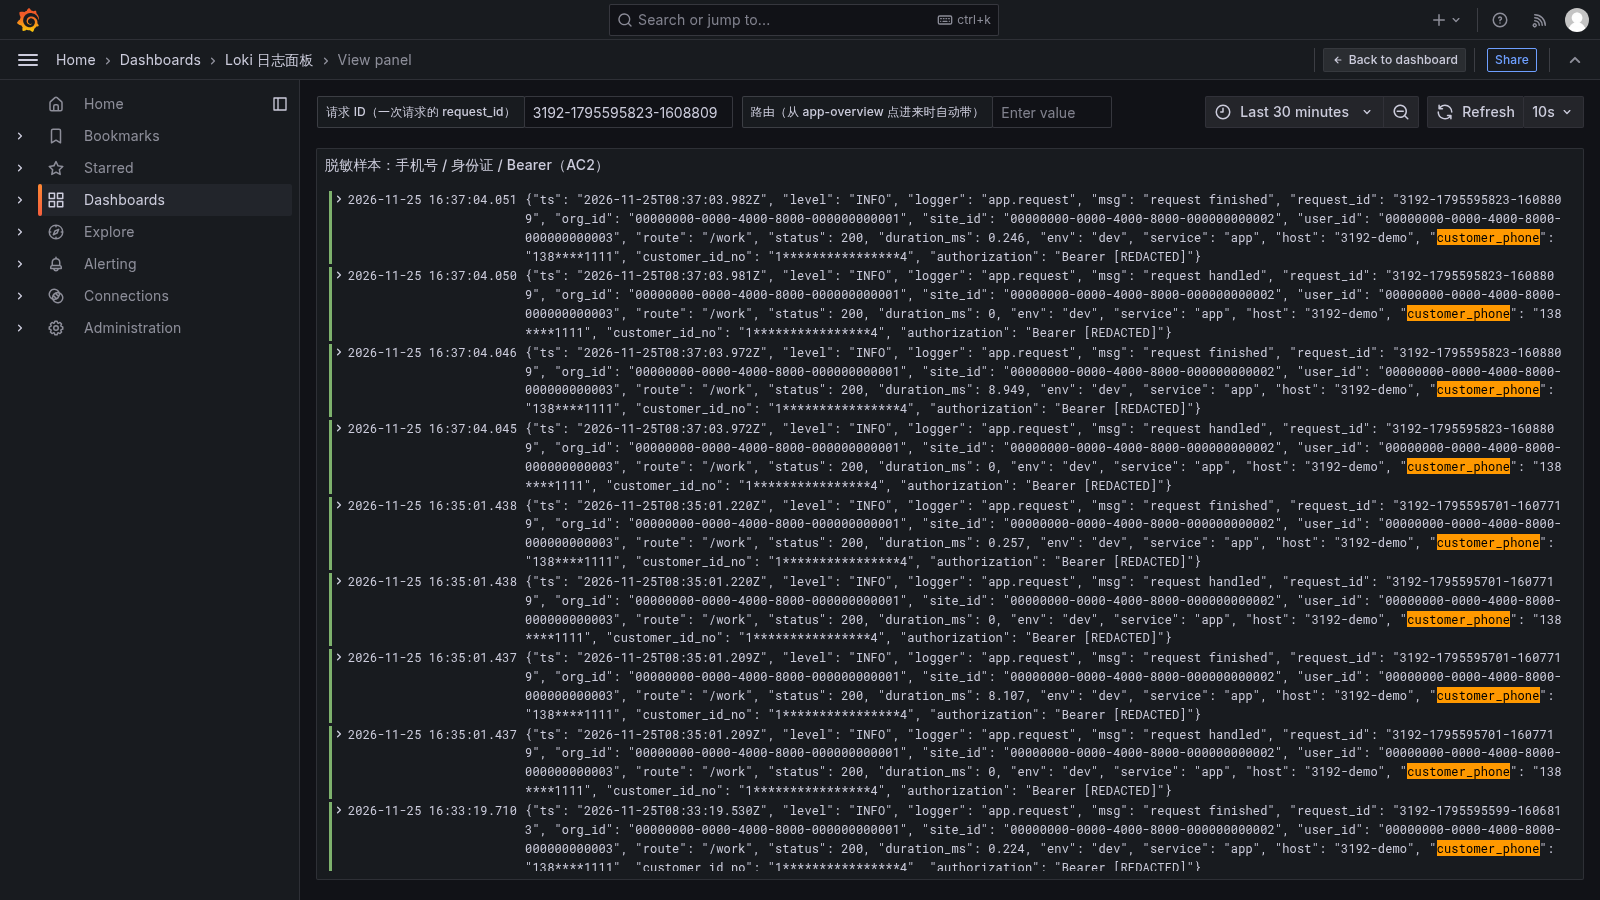 Search or jump to...
ctrl+k
Home
Dashboards
Loki 日志面板
View panel
Back to dashboard
Share
Home
Bookmarks
Starred
Dashboards
Explore
Alerting
Connections
Administration
请求 ID（一次请求的 request_id）
3192-1795595823-1608809
路由（从 app-overview 点进来时自动带）
Enter value
Last 30 minutes
Refresh
10s
脱敏样本：手机号 / 身份证 / Bearer（AC2）
2026-11-25 16:37:04.051 {"ts": "2026-11-25T08:37:03.982Z", "level": "INFO", "logger": "app.request", "msg": "request finished", "request_id": "3192-1795595823-160880
9", "org_id": "00000000-0000-4000-8000-000000000001", "site_id": "00000000-0000-4000-8000-000000000002", "user_id": "00000000-0000-4000-8000-
000000000003", "route": "/work", "status": 200, "duration_ms": 0.246, "env": "dev", "service": "app", "host": "3192-demo", "customer_phone":
"138****1111", "customer_id_no": "1****************4", "authorization": "Bearer [REDACTED]"}
2026-11-25 16:37:04.050 {"ts": "2026-11-25T08:37:03.981Z", "level": "INFO", "logger": "app.request", "msg": "request handled", "request_id": "3192-1795595823-160880
9", "org_id": "00000000-0000-4000-8000-000000000001", "site_id": "00000000-0000-4000-8000-000000000002", "user_id": "00000000-0000-4000-8000-
000000000003", "route": "/work", "status": 200, "duration_ms": 0, "env": "dev", "service": "app", "host": "3192-demo", "customer_phone": "138
****1111", "customer_id_no": "1****************4", "authorization": "Bearer [REDACTED]"}
2026-11-25 16:37:04.046 {"ts": "2026-11-25T08:37:03.972Z", "level": "INFO", "logger": "app.request", "msg": "request finished", "request_id": "3192-1795595823-160880
9", "org_id": "00000000-0000-4000-8000-000000000001", "site_id": "00000000-0000-4000-8000-000000000002", "user_id": "00000000-0000-4000-8000-
000000000003", "route": "/work", "status": 200, "duration_ms": 8.949, "env": "dev", "service": "app", "host": "3192-demo", "customer_phone":
"138****1111", "customer_id_no": "1****************4", "authorization": "Bearer [REDACTED]"}
2026-11-25 16:37:04.045 {"ts": "2026-11-25T08:37:03.972Z", "level": "INFO", "logger": "app.request", "msg": "request handled", "request_id": "3192-1795595823-160880
9", "org_id": "00000000-0000-4000-8000-000000000001", "site_id": "00000000-0000-4000-8000-000000000002", "user_id": "00000000-0000-4000-8000-
000000000003", "route": "/work", "status": 200, "duration_ms": 0, "env": "dev", "service": "app", "host": "3192-demo", "customer_phone": "138
****1111", "customer_id_no": "1****************4", "authorization": "Bearer [REDACTED]"}
2026-11-25 16:35:01.438 {"ts": "2026-11-25T08:35:01.220Z", "level": "INFO", "logger": "app.request", "msg": "request finished", "request_id": "3192-1795595701-160771
9", "org_id": "00000000-0000-4000-8000-000000000001", "site_id": "00000000-0000-4000-8000-000000000002", "user_id": "00000000-0000-4000-8000-
000000000003", "route": "/work", "status": 200, "duration_ms": 0.257, "env": "dev", "service": "app", "host": "3192-demo", "customer_phone":
"138****1111", "customer_id_no": "1****************4", "authorization": "Bearer [REDACTED]"}
2026-11-25 16:35:01.438 {"ts": "2026-11-25T08:35:01.220Z", "level": "INFO", "logger": "app.request", "msg": "request handled", "request_id": "3192-1795595701-160771
9", "org_id": "00000000-0000-4000-8000-000000000001", "site_id": "00000000-0000-4000-8000-000000000002", "user_id": "00000000-0000-4000-8000-
000000000003", "route": "/work", "status": 200, "duration_ms": 0, "env": "dev", "service": "app", "host": "3192-demo", "customer_phone": "138
****1111", "customer_id_no": "1****************4", "authorization": "Bearer [REDACTED]"}
2026-11-25 16:35:01.437 {"ts": "2026-11-25T08:35:01.209Z", "level": "INFO", "logger": "app.request", "msg": "request finished", "request_id": "3192-1795595701-160771
9", "org_id": "00000000-0000-4000-8000-000000000001", "site_id": "00000000-0000-4000-8000-000000000002", "user_id": "00000000-0000-4000-8000-
000000000003", "route": "/work", "status": 200, "duration_ms": 8.107, "env": "dev", "service": "app", "host": "3192-demo", "customer_phone":
"138****1111", "customer_id_no": "1****************4", "authorization": "Bearer [REDACTED]"}
2026-11-25 16:35:01.437 {"ts": "2026-11-25T08:35:01.209Z", "level": "INFO", "logger": "app.request", "msg": "request handled", "request_id": "3192-1795595701-160771
9", "org_id": "00000000-0000-4000-8000-000000000001", "site_id": "00000000-0000-4000-8000-000000000002", "user_id": "00000000-0000-4000-8000-
000000000003", "route": "/work", "status": 200, "duration_ms": 0, "env": "dev", "service": "app", "host": "3192-demo", "customer_phone": "138
****1111", "customer_id_no": "1****************4", "authorization": "Bearer [REDACTED]"}
2026-11-25 16:33:19.710 {"ts": "2026-11-25T08:33:19.530Z", "level": "INFO", "logger": "app.request", "msg": "request finished", "request_id": "3192-1795595599-160681
3", "org_id": "00000000-0000-4000-8000-000000000001", "site_id": "00000000-0000-4000-8000-000000000002", "user_id": "00000000-0000-4000-8000-
000000000003", "route": "/work", "status": 200, "duration_ms": 0.224, "env": "dev", "service": "app", "host": "3192-demo", "customer_phone":
"138****1111", "customer_id_no": "1****************4", "authorization": "Bearer [REDACTED]"}